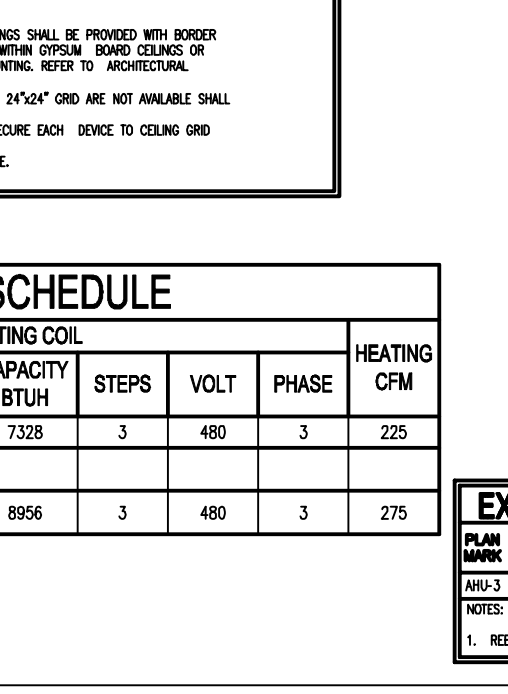 NGS SHALL BE PROVIDED WITH BORDER
WITHIN GYPSUM BOARD CEILINGS OR
NTING. REFER TO ARCHITECTURAL
24"x24" GRID ARE NOT AVAILABLE SHALL
ECURE EACH DEVICE TO CEILING GRID
E.
SCHEDULE
TING COIL
HEATING CFM
APACITY BTUH STEPS VOLT PHASE
7328 3 480 3 225
8956 3 480 3 275
EX
PLAN
MARK
AHU-3
NOTES:
1. REE